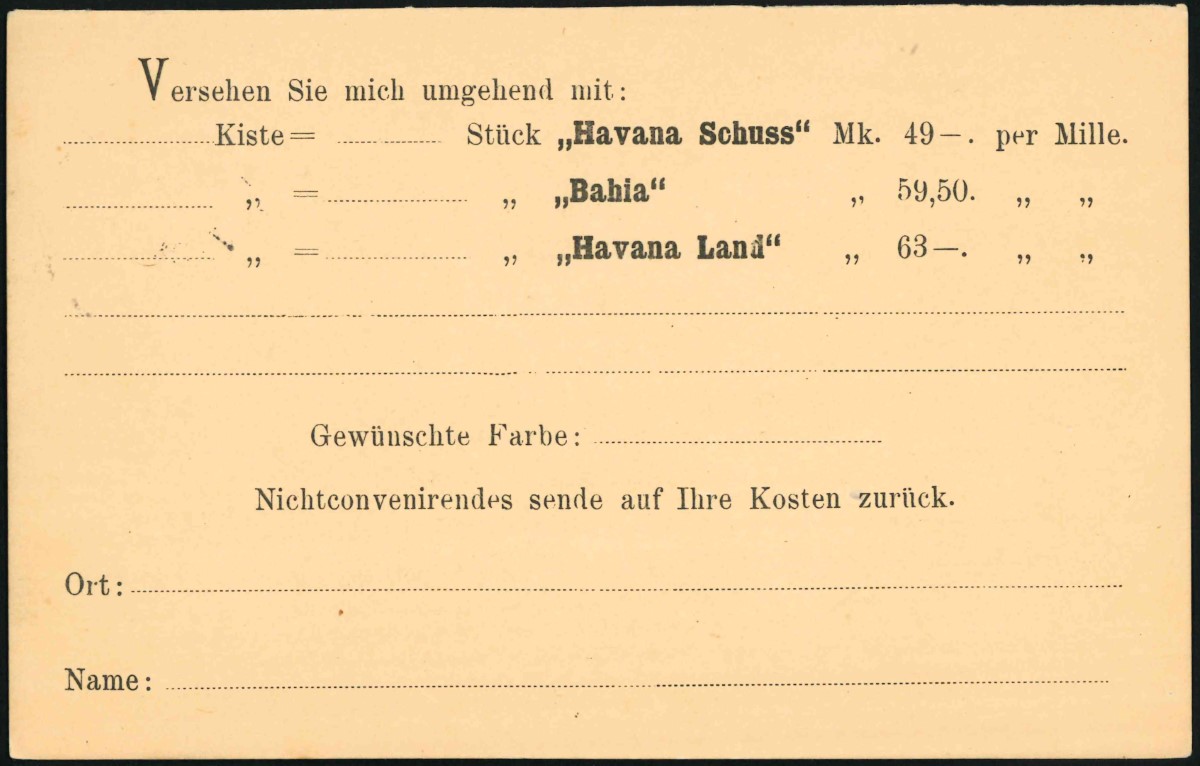 Versehen Sie mich umgehend mit:
Kiste = Stück „Havana Schuss“ Mk. 49—. per Mille.
„ = „ „Bahia“ „ 59,50. „ „
„ = „ „Havana Land“ „ 63—. „ „
Gewünschte Farbe:
Nichtconvenirendes sende auf Ihre Kosten zurück.
Ort:
Name: